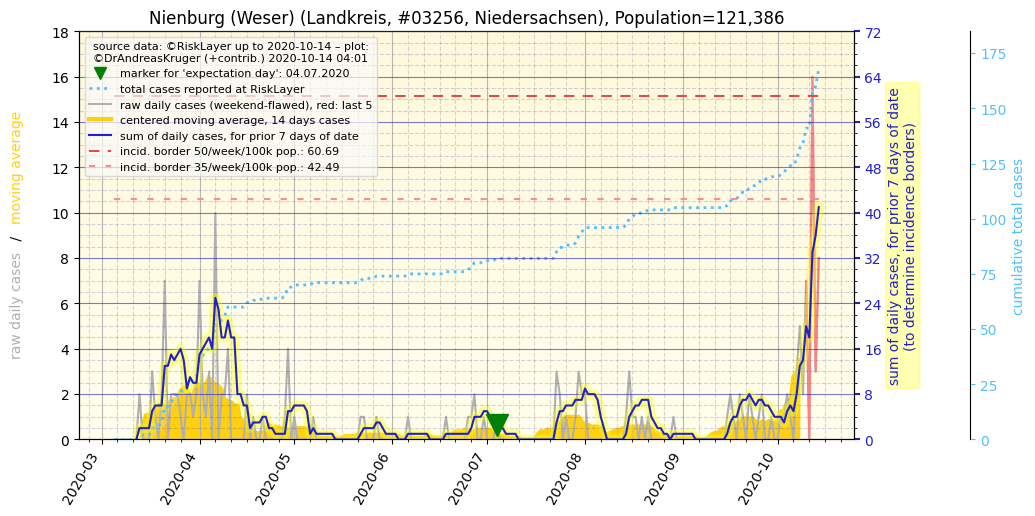 Nienburg (Weser) (Landkreis, #03256, Niedersachsen), Population=121,386
source data: ©RiskLayer up to 2020-10-14 – plot:
©DrAndreasKruger (+contrib.) 2020-10-14 04:01
marker for 'expectation day': 04.07.2020
total cases reported at RiskLayer
raw daily cases (weekend-flawed), red: last 5
centered moving average, 14 days cases
sum of daily cases, for prior 7 days of date
incid. border 50/week/100k pop.: 60.69
incid. border 35/week/100k pop.: 42.49
raw daily cases / moving average
0
2
4
6
8
10
12
14
16
18
2020-03
2020-04
2020-05
2020-06
2020-07
2020-08
2020-09
2020-10
0
8
16
24
32
40
48
56
64
72
sum of daily cases, for prior 7 days of date
(to determine incidence borders)
0
25
50
75
100
125
150
175
cumulative total cases